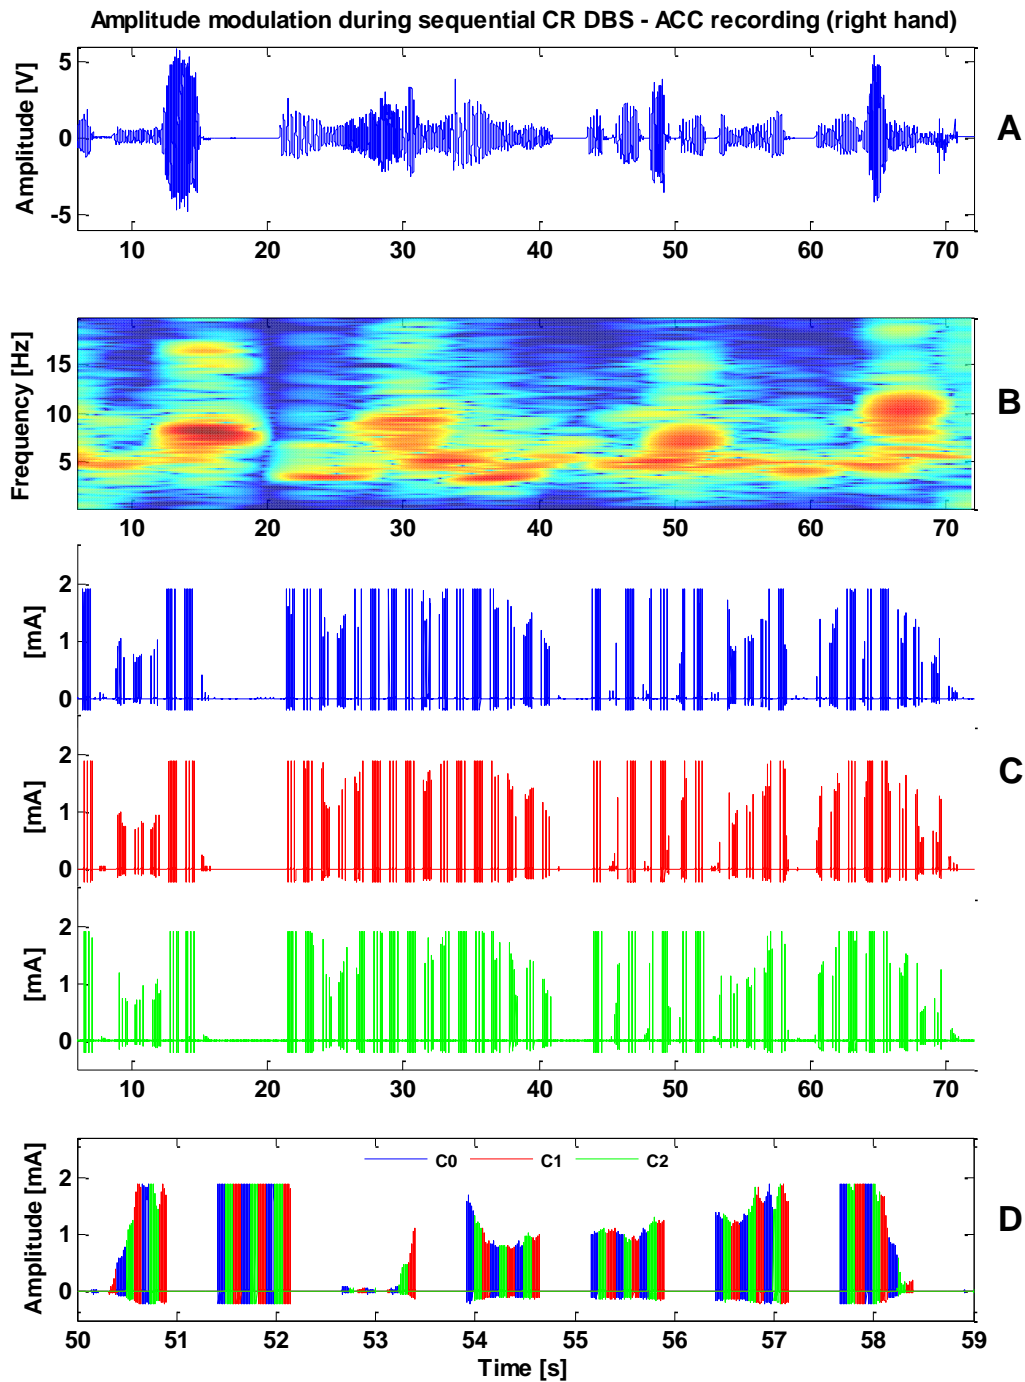 Amplitude modulation during sequential CR DBS - ACC recording (right hand)
Amplitude [V]
5
0
-5
10 20 30 40 50 60 70
A
Frequency [Hz]
15
10
5
10 20 30 40 50 60 70
B
[mA]
2
1
0
[mA]
2
1
0
C
[mA]
2
1
0
10 20 30 40 50 60 70
Amplitude [mA]
2
1
0
C0 C1 C2
D
50 51 52 53 54 55 56 57 58 59
Time [s]